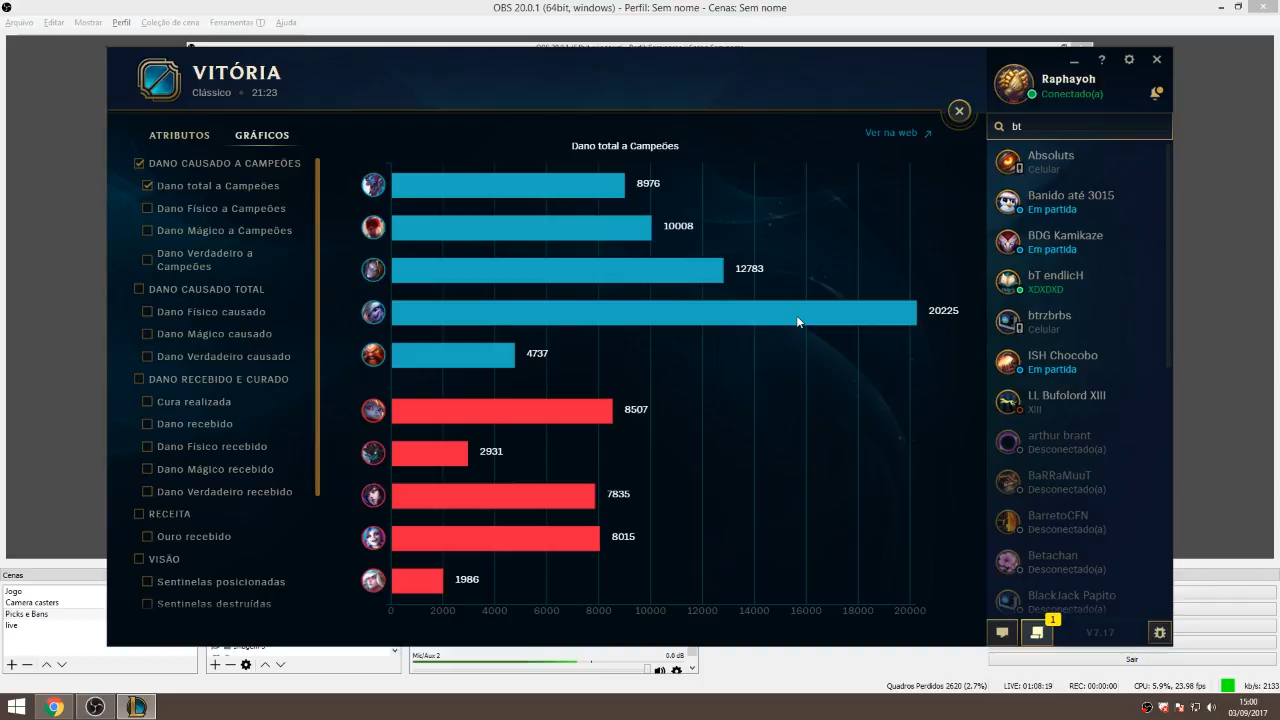 OBS 20.0.1 (64bit, windows) - Perfil: Sem nome - Cenas: Sem nome
Arquivo Editar Mostrar Perfil Coleção de cena Ferramentas (T) Ajuda
VITÓRIA
Clássico • 21:23
Raphayoh
Conectado(a)
bt
ATRIBUTOS GRÁFICOS
Ver na web
Dano total a Campeões
DANO CAUSADO A CAMPEÕES
Dano total a Campeões
Dano Físico a Campeões
Dano Mágico a Campeões
Dano Verdadeiro a
Campeões
DANO CAUSADO TOTAL
Dano Físico causado
Dano Mágico causado
Dano Verdadeiro causado
DANO RECEBIDO E CURADO
Cura realizada
Dano recebido
Dano Físico recebido
Dano Mágico recebido
Dano Verdadeiro recebido
RECEITA
Ouro recebido
VISÃO
Sentinelas posicionadas
Sentinelas destruídas
8976
10008
12783
20225
4737
8507
2931
7835
8015
1986
0 2000 4000 6000 8000 10000 12000 14000 16000 18000 20000
Absoluts
Celular
Banido até 3015
Em partida
BDG Kamikaze
Em partida
bT endlicH
XDXDXD
btrzbrbs
Celular
ISH Chocobo
Em partida
LL Bufolord XIII
XIII
arthur brant
Desconectado(a)
BaRRaMuuT
Desconectado(a)
BarretoCFN
Desconectado(a)
Betachan
Desconectado(a)
BlackJack Papito
Desconectado(a)
1
V7.17
Cenas
Jogo
Camera casters
Picks e Bans
live
Mic/Aux 2 0.0 dB
Sair
Quadros Perdidos 2620 (2.7%) LIVE: 01:08:19 REC: 00:00:00 CPU: 5.9%, 23.98 fps kb/s: 2133
15:00
03/09/2017